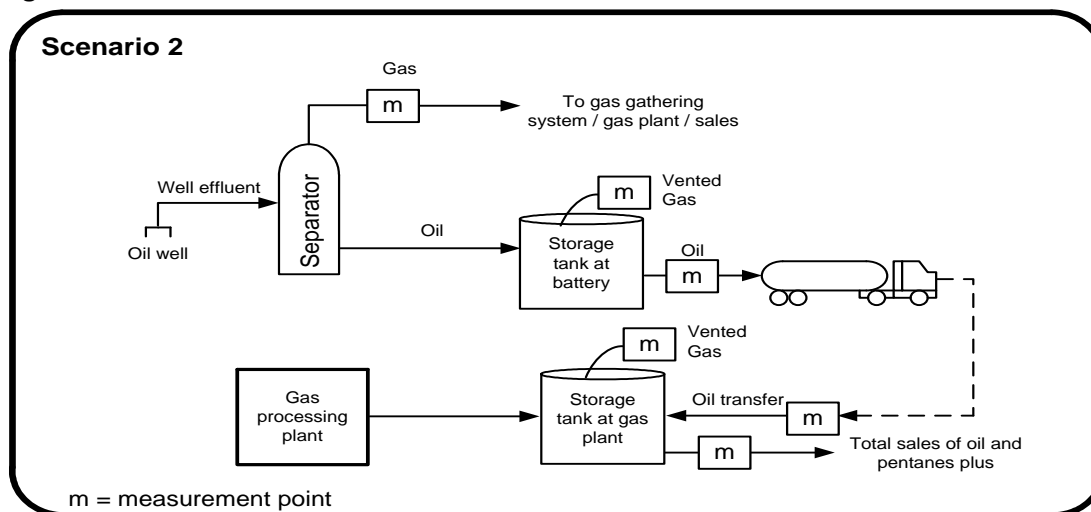 Scenario 2
Gas
m
To gas gathering
system / gas plant / sales
Well effluent
Oil well
Separator
Oil
m
Vented
Gas
Storage
tank at
battery
Oil
m
m
Vented
Gas
Gas
processing
plant
Storage
tank at gas
plant
Oil transfer
m
m
Total sales of oil and
pentanes plus
m = measurement point